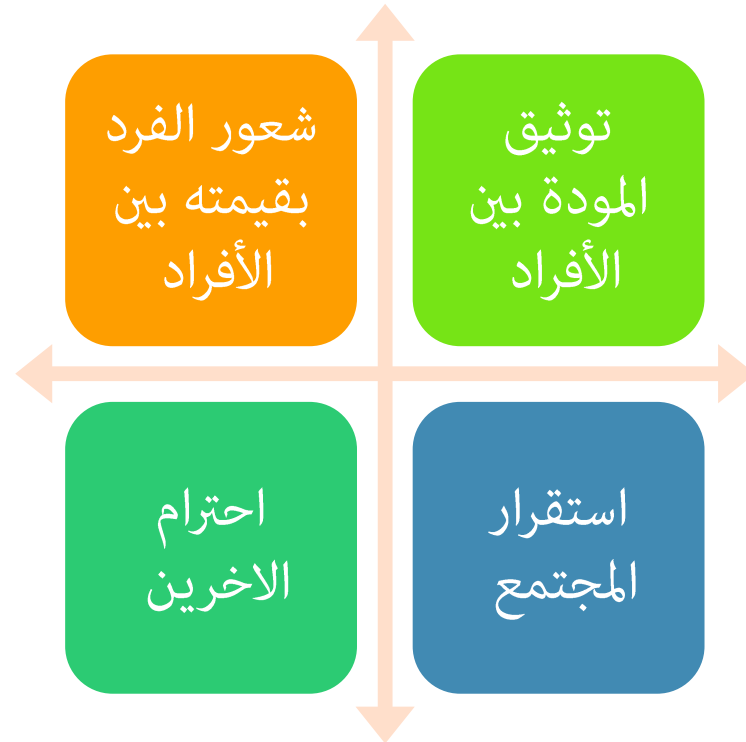 توثيق
المودة بين
الأفراد
شعور الفرد
بقيمته بين
الأفراد
استقرار
المجتمع
احترام
الاخرين